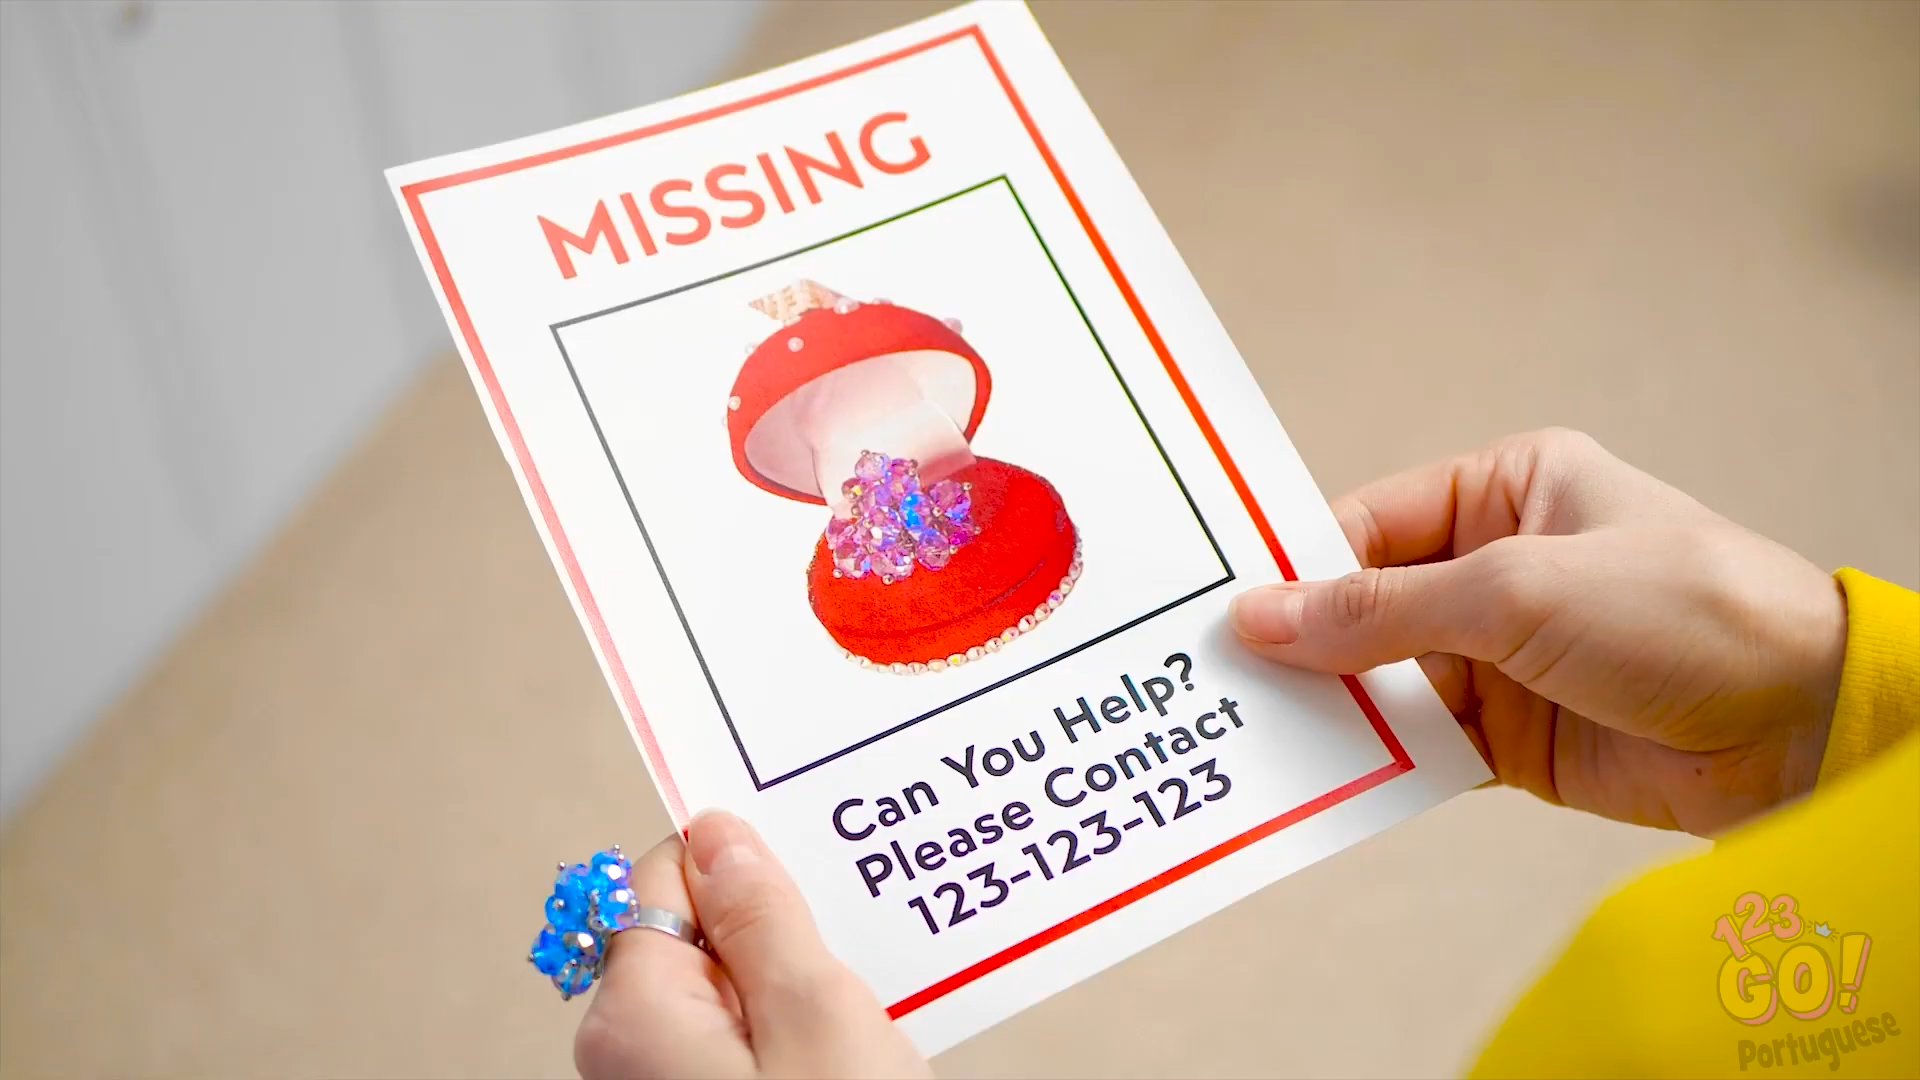 MISSING
Can You Help?
Please Contact
123-123-123
123
GO!
Portuguese